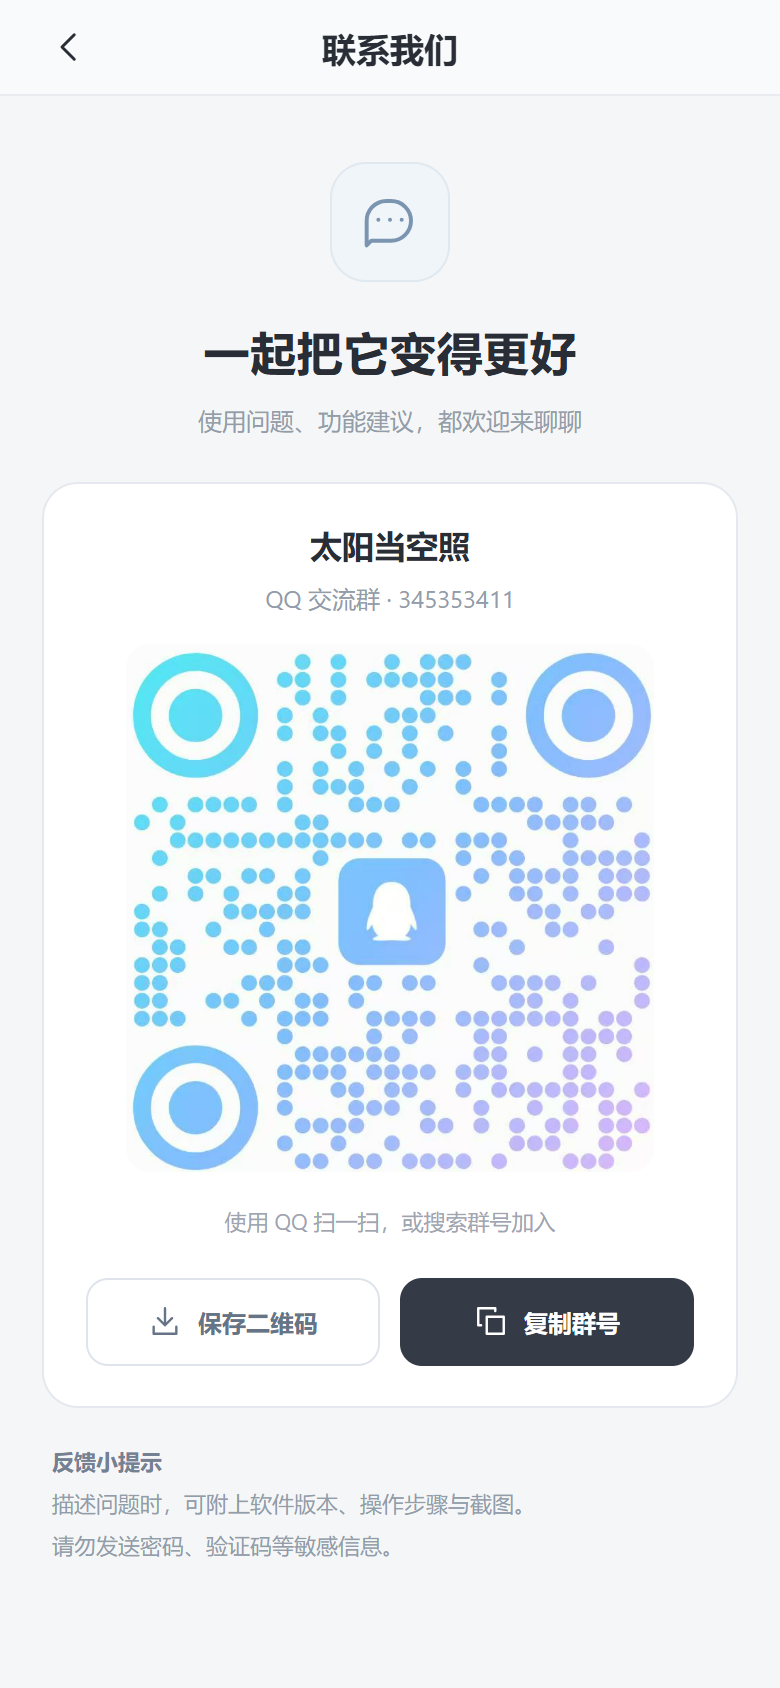 联系我们
一起把它变得更好
使用问题、功能建议，都欢迎来聊聊
太阳当空照
QQ 交流群 · 345353411
使用 QQ 扫一扫，或搜索群号加入
保存二维码
复制群号
反馈小提示
描述问题时，可附上软件版本、操作步骤与截图。
请勿发送密码、验证码等敏感信息。